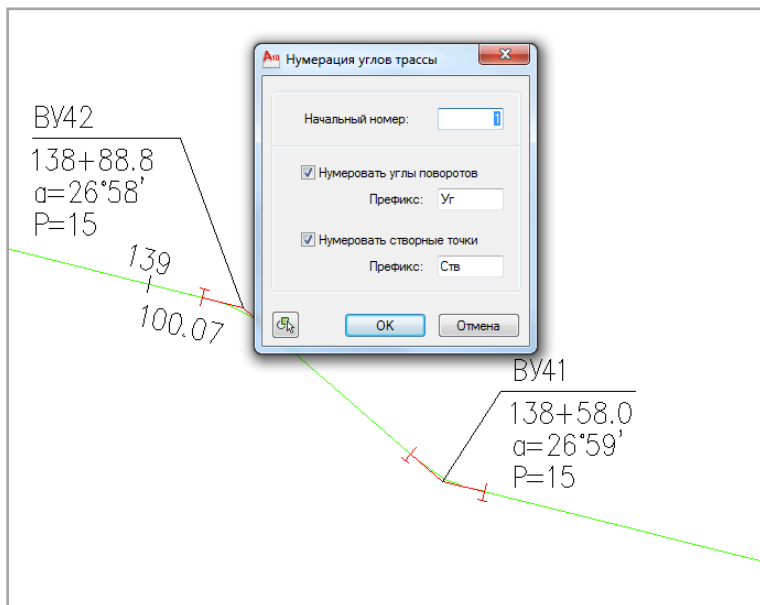 Нумерация углов трассы
Начальный номер: 1
Нумеровать углы поворотов
Префикс: Уг
Нумеровать створные точки
Префикс: Ств
ОК
Отмена
ВУ42
138+88.8
α=26°58'
Р=15
139
100.07
ВУ41
138+58.0
α=26°59'
Р=15